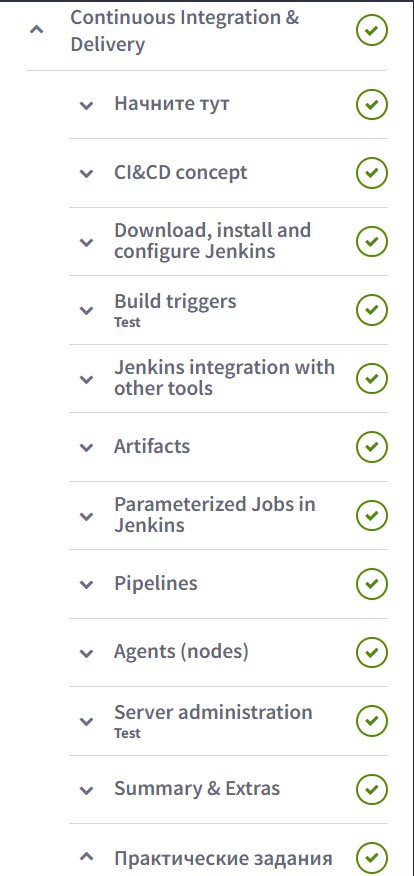 Continuous Integration &
Delivery
Начните тут
CI&CD concept
Download, install and
configure Jenkins
Build triggers
Test
Jenkins integration with
other tools
Artifacts
Parameterized Jobs in
Jenkins
Pipelines
Agents (nodes)
Server administration
Test
Summary & Extras
Практические задания